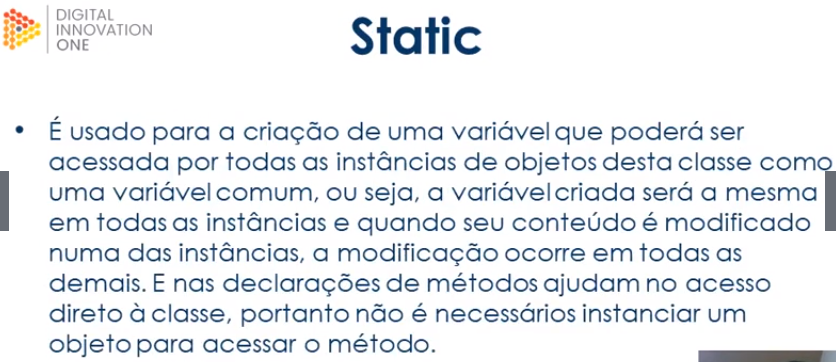 DIGITAL
INNOVATION
ONE
Static
• É usado para a criação de uma variável que poderá ser
acessada por todas as instâncias de objetos desta classe como
uma variável comum, ou seja, a variável criada será a mesma
em todas as instâncias e quando seu conteúdo é modificado
numa das instâncias, a modificação ocorre em todas as
demais. E nas declarações de métodos ajudam no acesso
direto à classe, portanto não é necessários instanciar um
objeto para acessar o método.